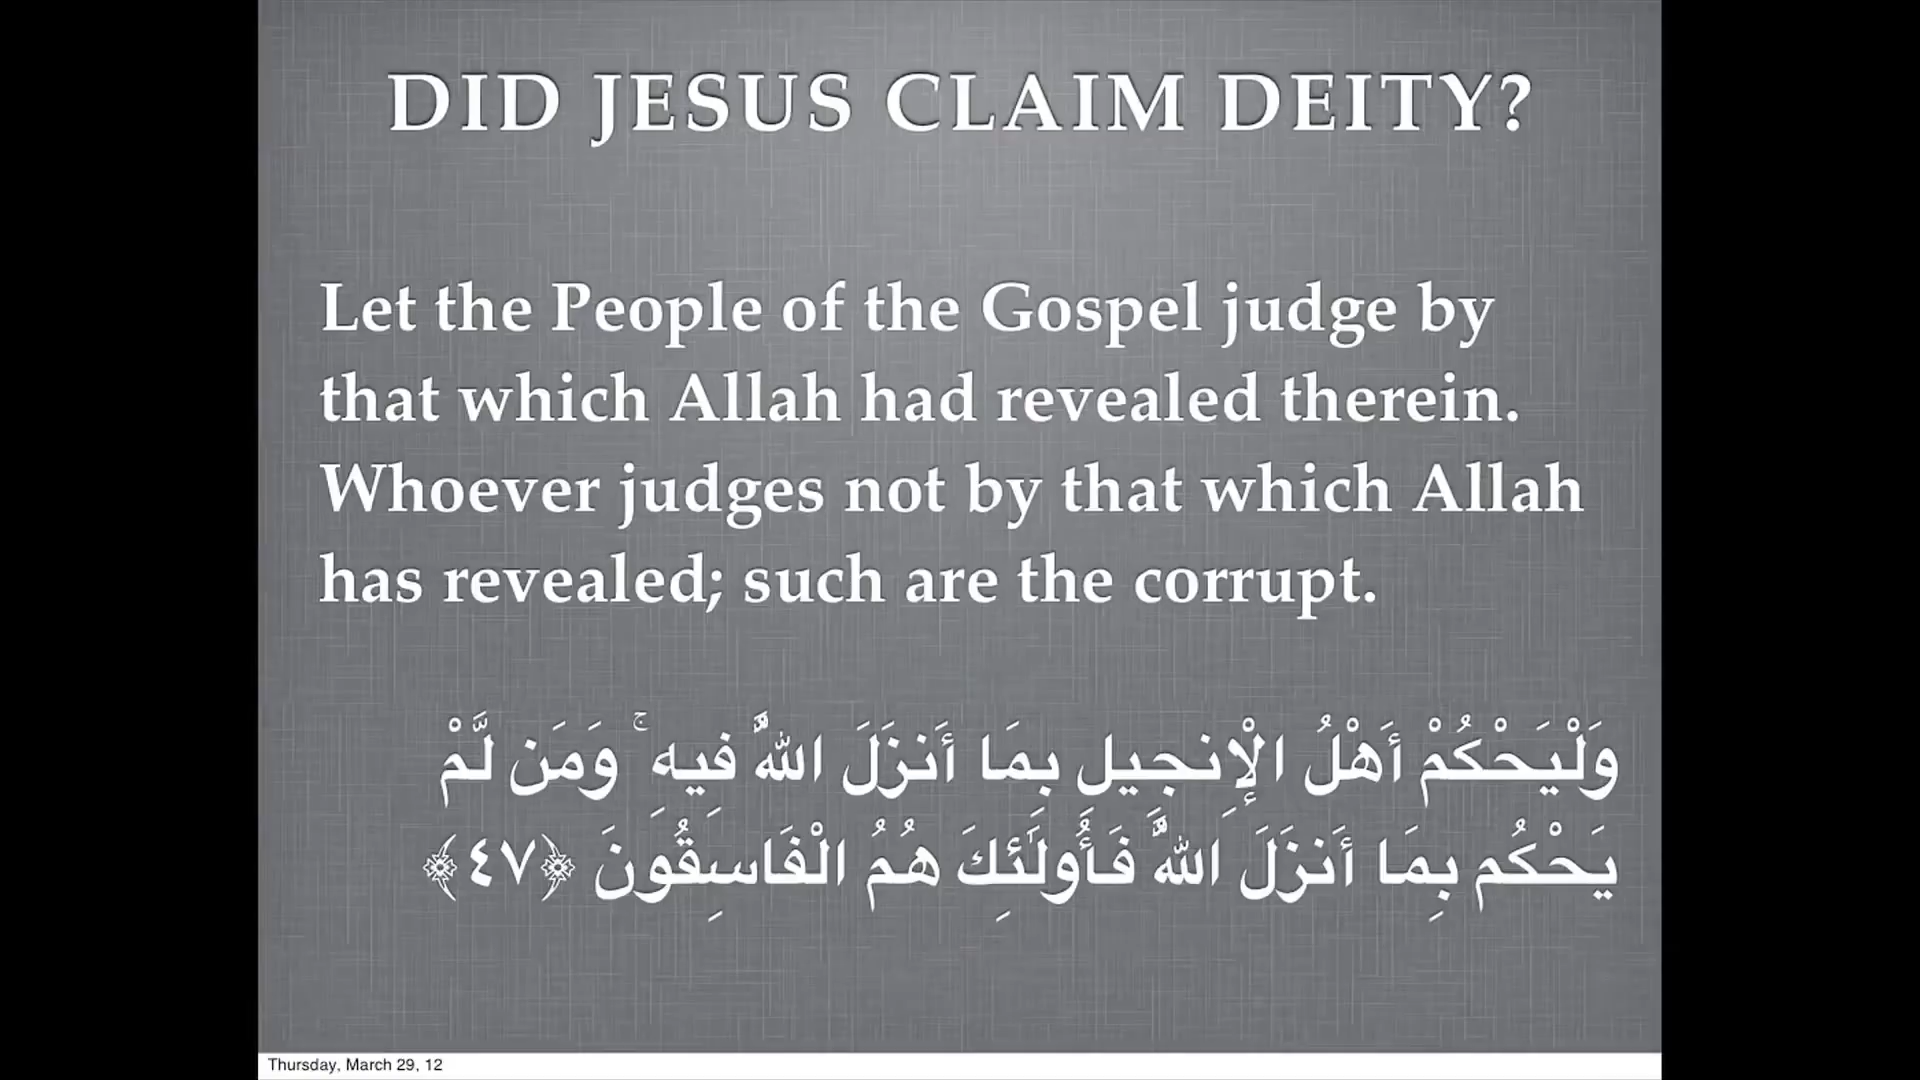 DID JESUS CLAIM DEITY?
Let the People of the Gospel judge by
that which Allah had revealed therein.
Whoever judges not by that which Allah
has revealed; such are the corrupt.
وَلْيَحْكُمْ أَهْلُ الْإِنجِيلِ بِمَا أَنزَلَ اللَّهُ فِيهِ ۚ وَمَن لَّمْ
يَحْكُم بِمَا أَنزَلَ اللَّهُ فَأُولَٰئِكَ هُمُ الْفَاسِقُونَ ﴿٤٧﴾
Thursday, March 29, 12